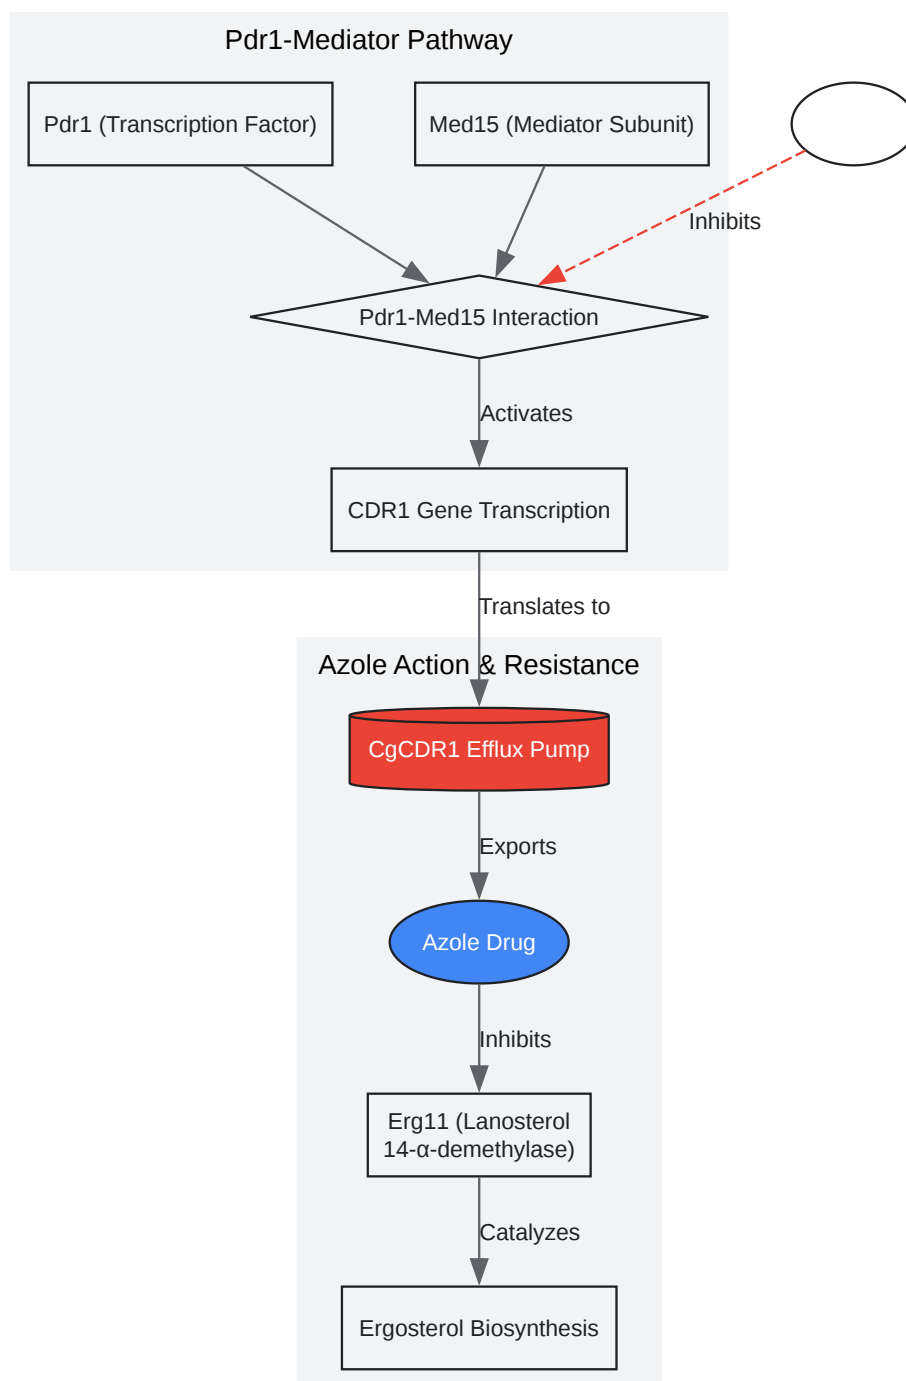 Pdr1-Mediator Pathway
Pdr1 (Transcription Factor)
Med15 (Mediator Subunit)
Inhibits
Pdr1-Med15 Interaction
Activates
CDR1 Gene Transcription
Translates to
Azole Action & Resistance
CgCDR1 Efflux Pump
Exports
Azole Drug
Inhibits
Erg11 (Lanosterol
14-α-demethylase)
Catalyzes
Ergosterol Biosynthesis